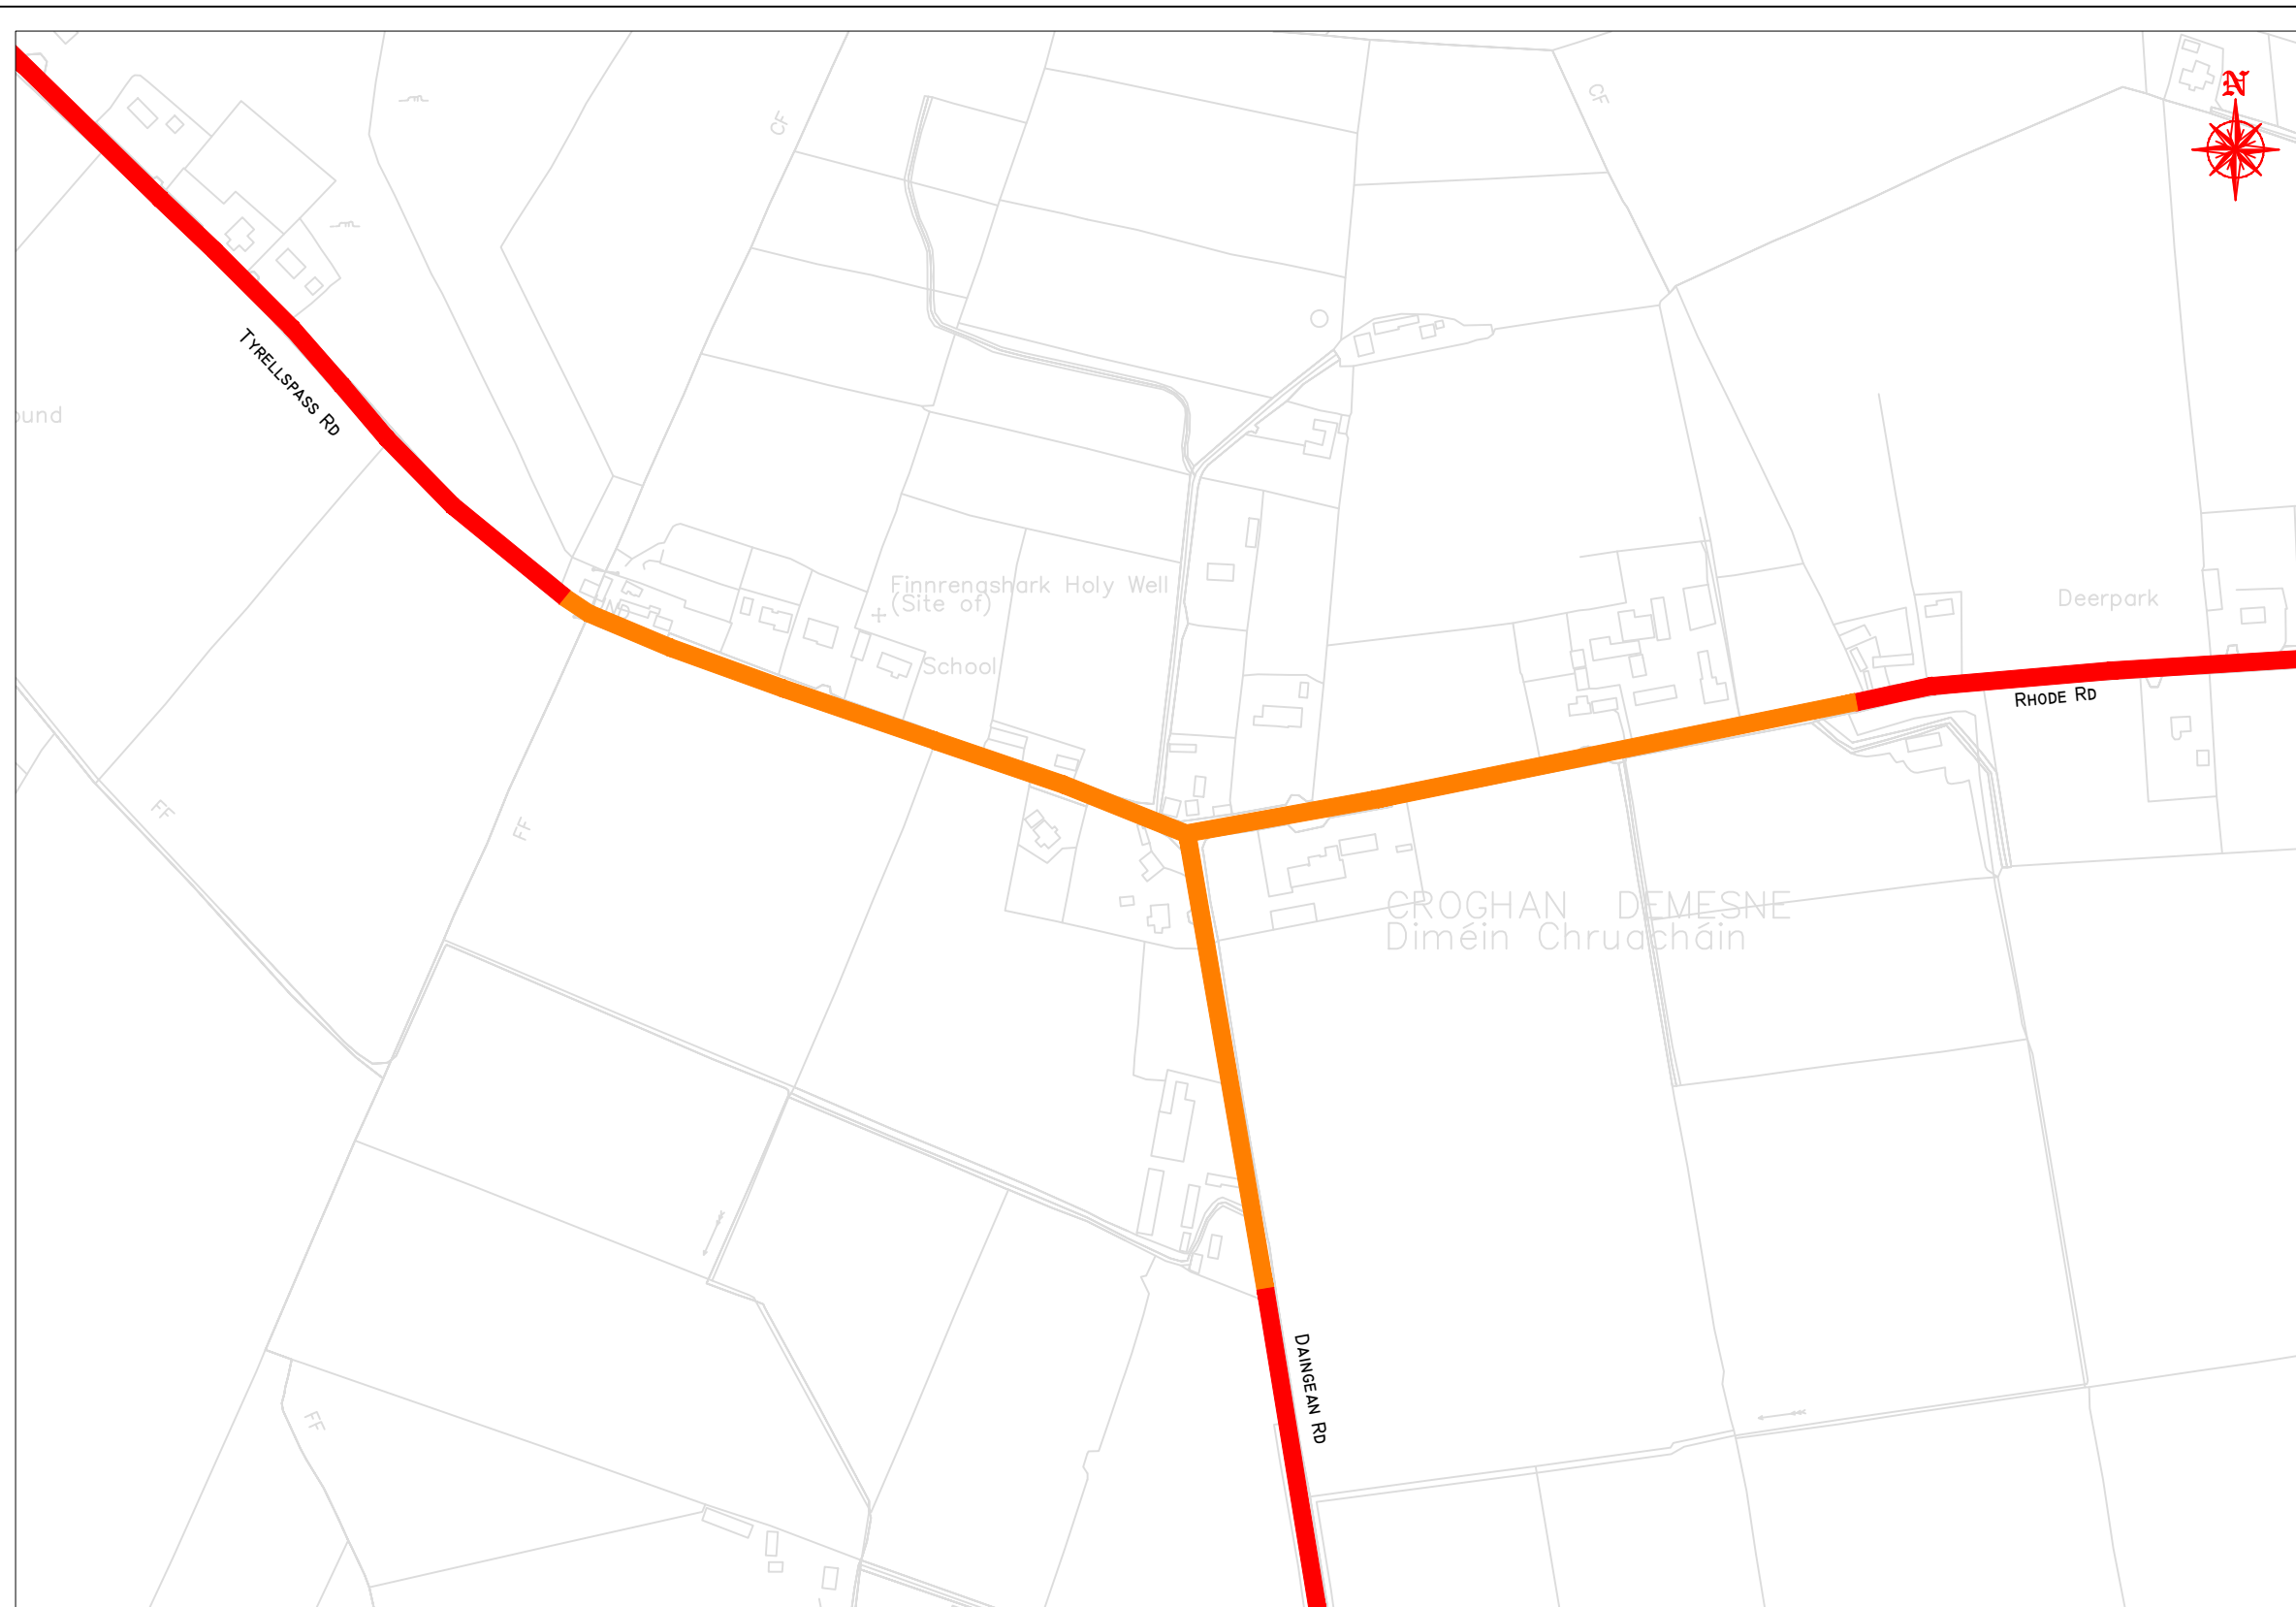 N
CF
CF
TYRELLSPASS RD
ound
Finnrengshark Holy Well
(Site of)
School
Deerpark
RHODE RD
FF
FF
CROGHAN DEMESNE
Diméin Chruacháin
DAINGEAN RD
FF